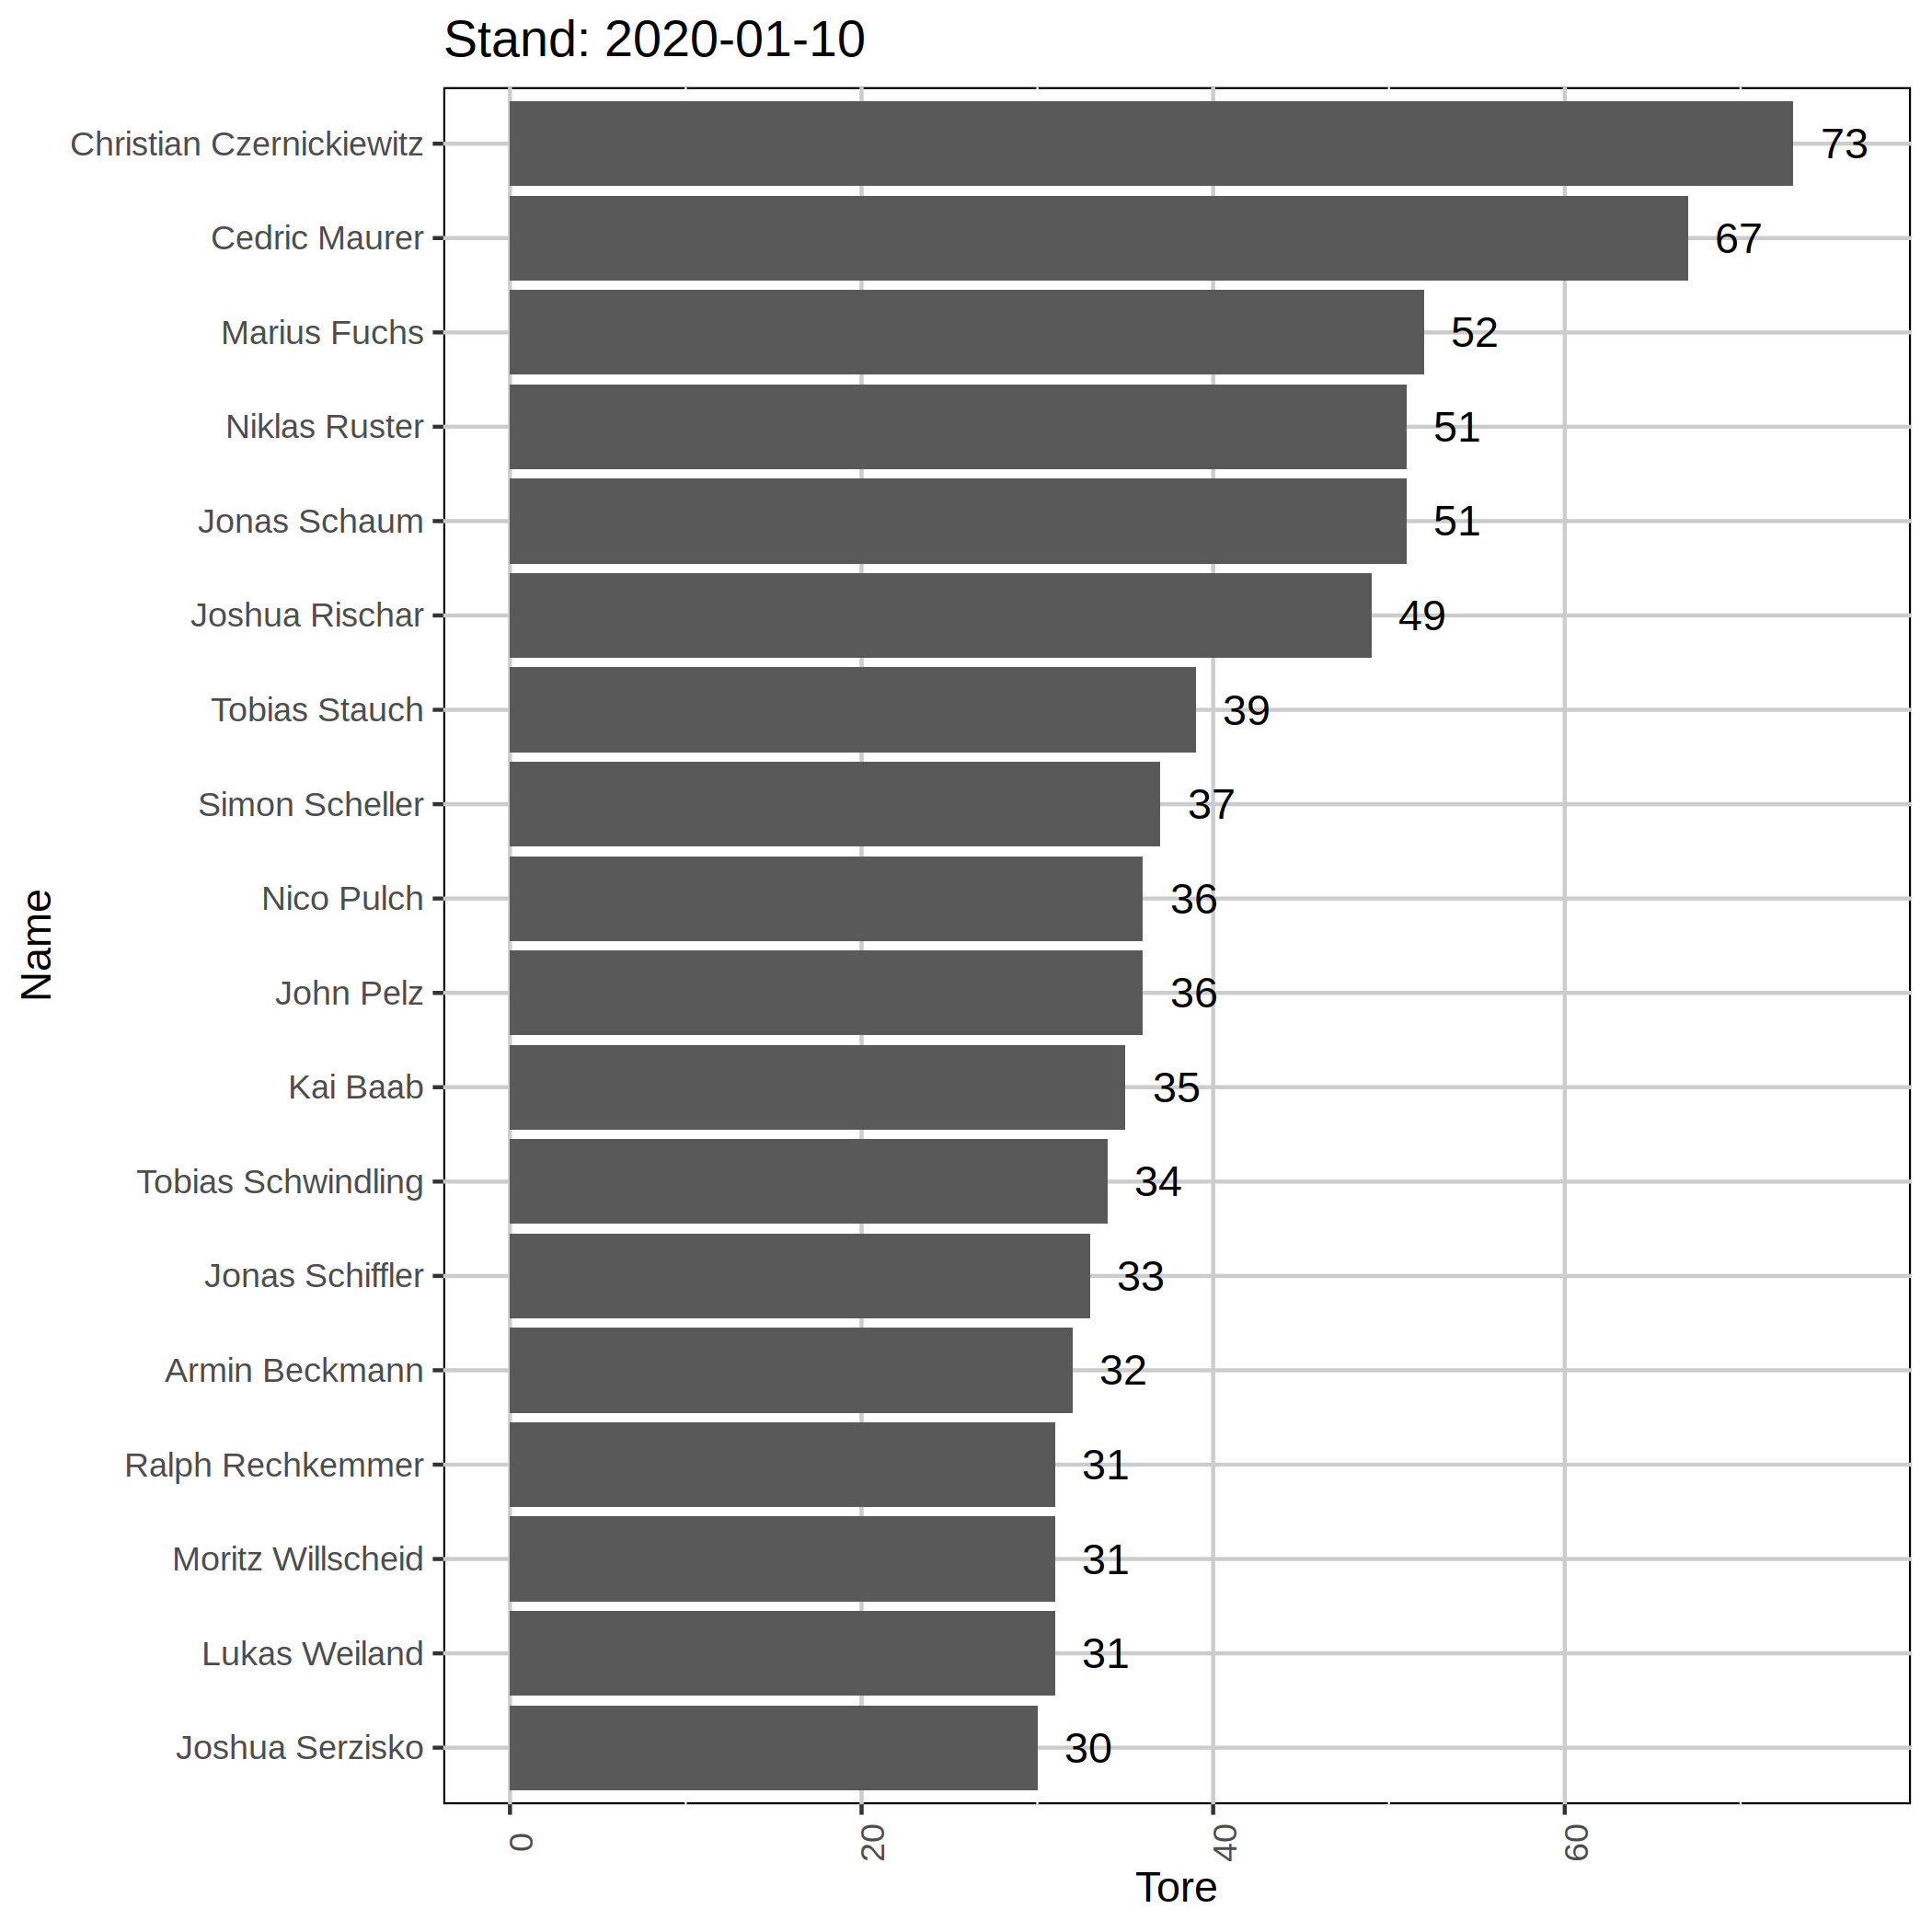 Stand: 2020-01-10
Christian Czernickiewitz 73
Cedric Maurer 67
Marius Fuchs 52
Niklas Ruster 51
Jonas Schaum 51
Joshua Rischar 49
Tobias Stauch 39
Simon Scheller 37
Nico Pulch 36
John Pelz 36
Kai Baab 35
Tobias Schwindling 34
Jonas Schiffler 33
Armin Beckmann 32
Ralph Rechkemmer 31
Moritz Willscheid 31
Lukas Weiland 31
Joshua Serzisko 30
Name
0 20 40 60
Tore